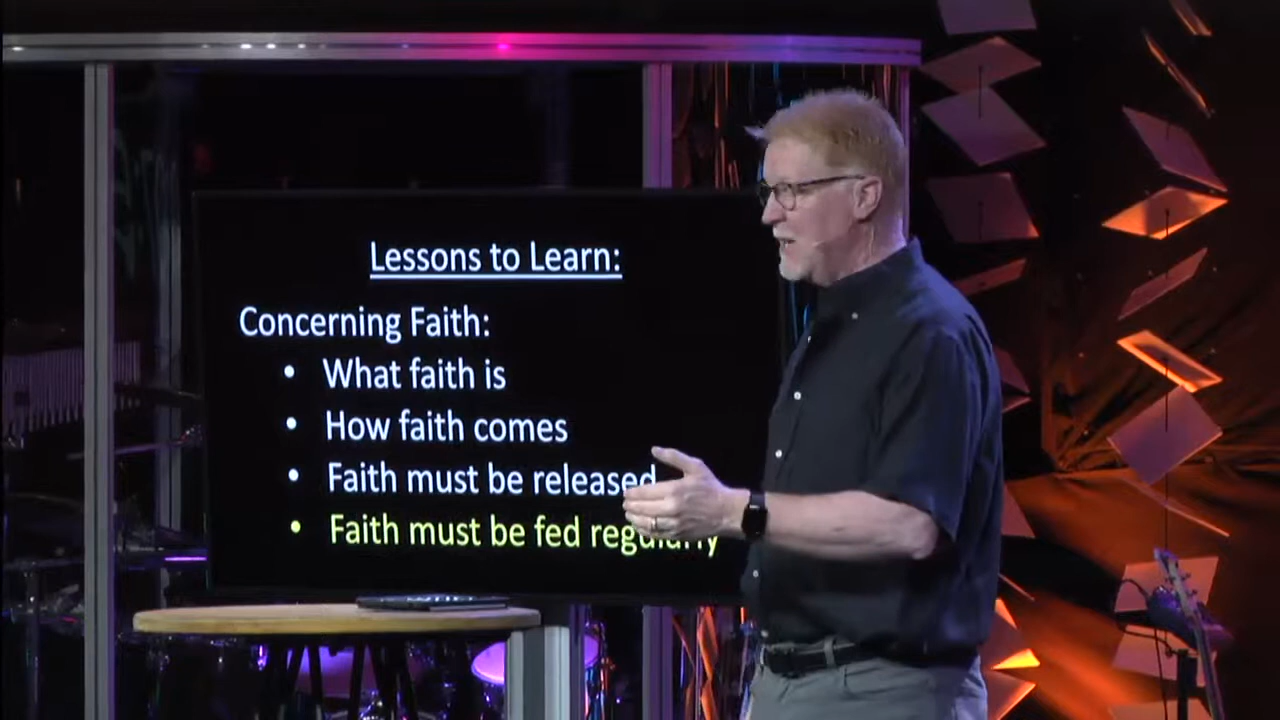 Lessons to Learn:
Concerning Faith:
• What faith is
• How faith comes
• Faith must be released
• Faith must be fed regularly